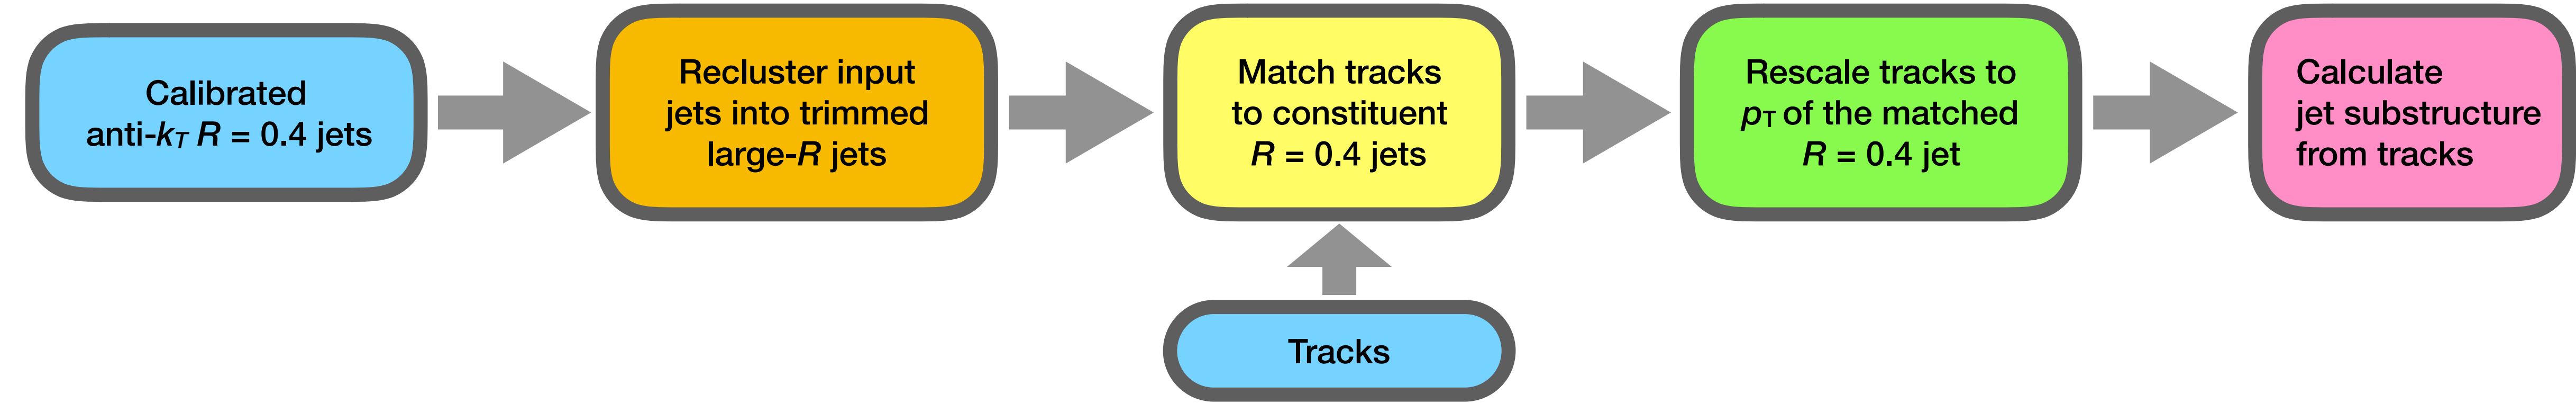 Calibrated
anti-kT R = 0.4 jets
Recluster input
jets into trimmed
large-R jets
Match tracks
to constituent
R = 0.4 jets
Rescale tracks to
pT of the matched
R = 0.4 jet
Calculate
jet substructure
from tracks
Tracks